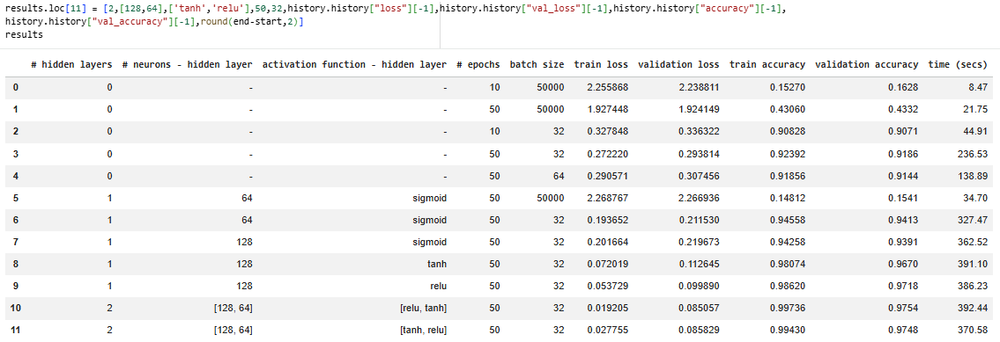 results.loc[11] = [2,[128,64],['tanh','relu'],50,32,history.history["loss"][-1],history.history["val_loss"][-1],history.history["accuracy"][-1],
history.history["val_accuracy"][-1],round(end-start,2)]
results
# hidden layers # neurons - hidden layer activation function - hidden layer # epochs batch size train loss validation loss train accuracy validation accuracy time (secs)
0 0 - - 10 50000 2.255868 2.238811 0.15270 0.1628 8.47
1 0 - - 50 50000 1.927448 1.924149 0.43060 0.4332 21.75
2 0 - - 10 32 0.327848 0.336322 0.90828 0.9071 44.91
3 0 - - 50 32 0.272220 0.293814 0.92392 0.9186 236.53
4 0 - - 50 64 0.290571 0.307456 0.91856 0.9144 138.89
5 1 64 sigmoid 50 50000 2.268767 2.266936 0.14812 0.1541 34.70
6 1 64 sigmoid 50 32 0.193652 0.211530 0.94558 0.9413 327.47
7 1 128 sigmoid 50 32 0.201664 0.219673 0.94258 0.9391 362.52
8 1 128 tanh 50 32 0.072019 0.112645 0.98074 0.9670 391.10
9 1 128 relu 50 32 0.053729 0.099890 0.98620 0.9718 386.23
10 2 [128, 64] [relu, tanh] 50 32 0.019205 0.085057 0.99736 0.9754 392.44
11 2 [128, 64] [tanh, relu] 50 32 0.027755 0.085829 0.99430 0.9748 370.58